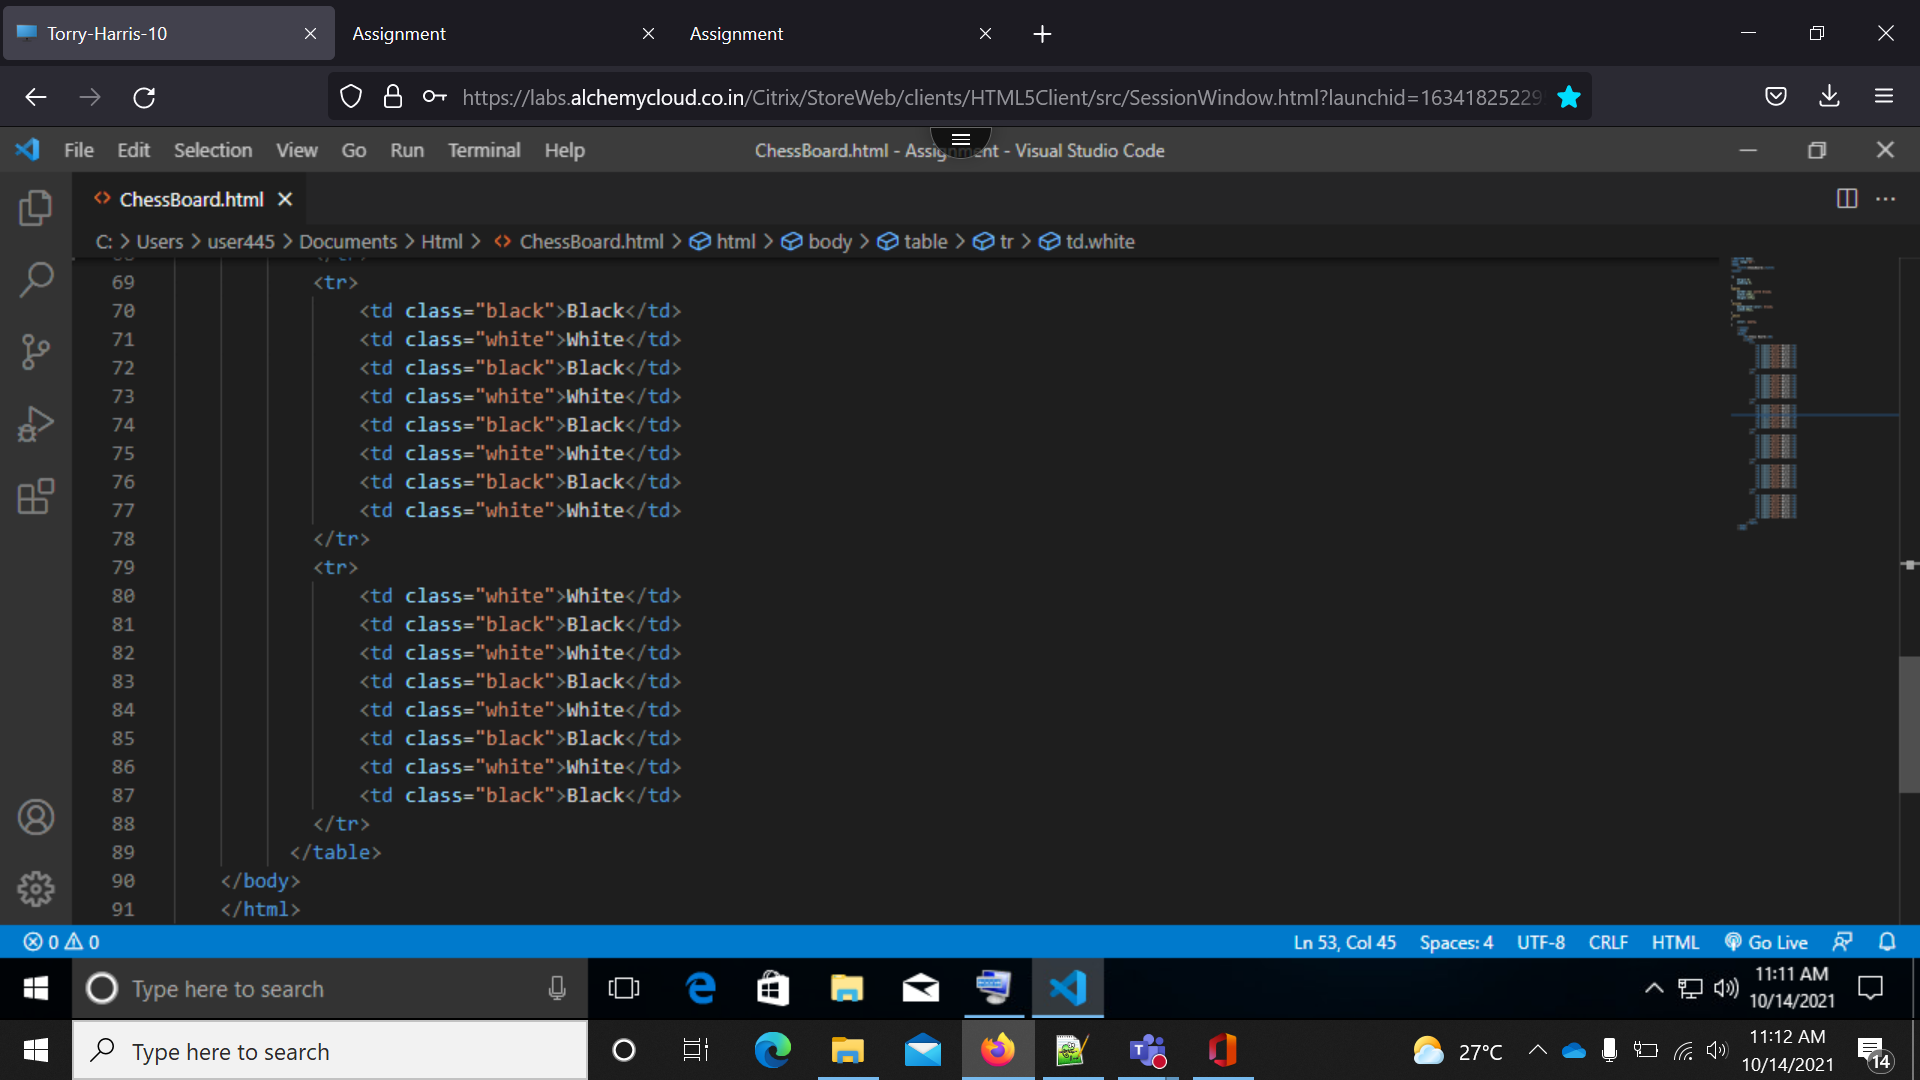 Torry-Harris-10
Assignment
Assignment
https://labs.alchemycloud.co.in/Citrix/StoreWeb/clients/HTML5Client/src/SessionWindow.html?launchid=163418252295
File Edit Selection View Go Run Terminal Help
ChessBoard.html - Assignment - Visual Studio Code
ChessBoard.html
C: > Users > user445 > Documents > Html > ChessBoard.html > html > body > table > tr > td.white
69 <tr>
70 <td class="black">Black</td>
71 <td class="white">White</td>
72 <td class="black">Black</td>
73 <td class="white">White</td>
74 <td class="black">Black</td>
75 <td class="white">White</td>
76 <td class="black">Black</td>
77 <td class="white">White</td>
78 </tr>
79 <tr>
80 <td class="white">White</td>
81 <td class="black">Black</td>
82 <td class="white">White</td>
83 <td class="black">Black</td>
84 <td class="white">White</td>
85 <td class="black">Black</td>
86 <td class="white">White</td>
87 <td class="black">Black</td>
88 </tr>
89 </table>
90 </body>
91 </html>
0 0 Ln 53, Col 45 Spaces: 4 UTF-8 CRLF HTML Go Live
Type here to search
11:11 AM
10/14/2021
Type here to search
27°C
11:12 AM
10/14/2021
14